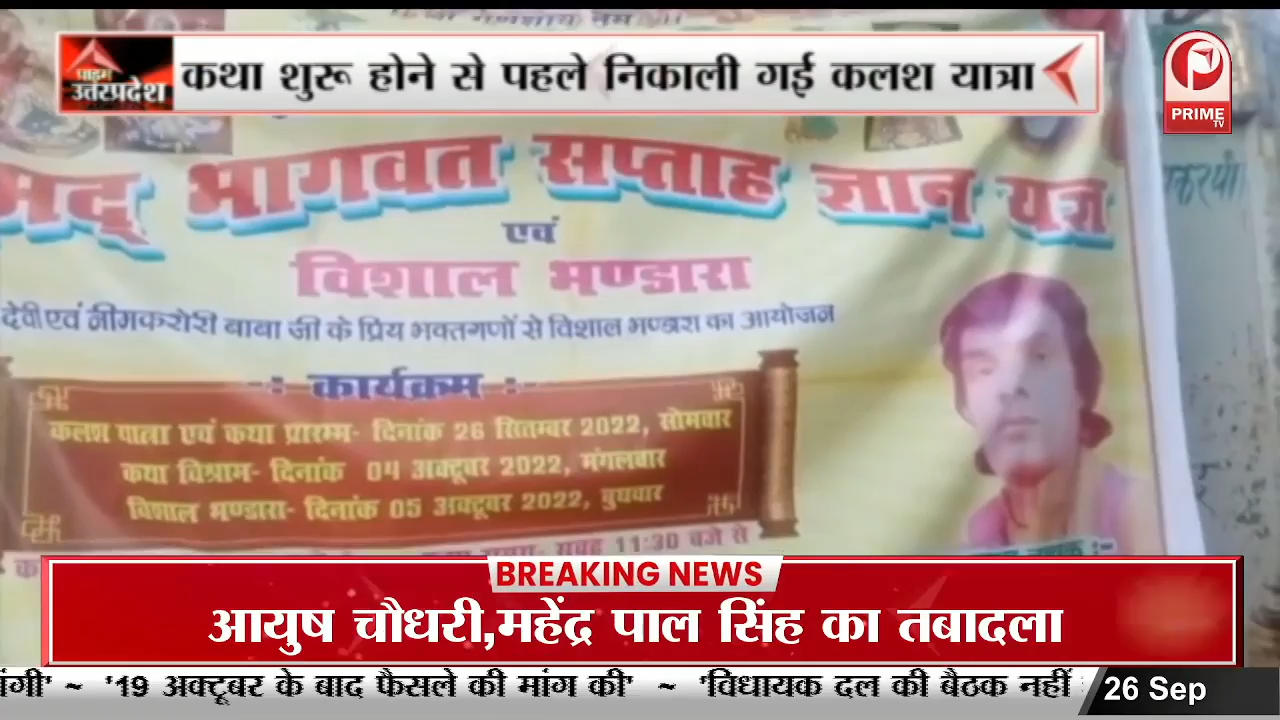 कथा शुरू होने से पहले निकाली गई कलश यात्रा
प्राइम
उत्तरप्रदेश
PRIME
TV
भागवत सप्ताह ज्ञान यज्ञ
एवं
विशाल भण्डारा
देवी एवं नीमकरोरी बाबा जी के प्रिय भक्तगणों से विशाल भण्डारा का आयोजन
-: कार्यक्रम :-
कलश यात्रा एवं कथा प्रारम्भ- दिनांक 26 सितम्बर 2022, सोमवार
कथा विश्राम- दिनांक 04 अक्टूबर 2022, मंगलवार
विशाल भण्डारा- दिनांक 05 अक्टूबर 2022, बुधवार
11:30 बजे से
BREAKING NEWS
आयुष चौधरी,महेंद्र पाल सिंह का तबादला
'19 अक्टूबर के बाद फैसले की मांग की' ~ 'विधायक दल की बैठक नहीं
26 Sep